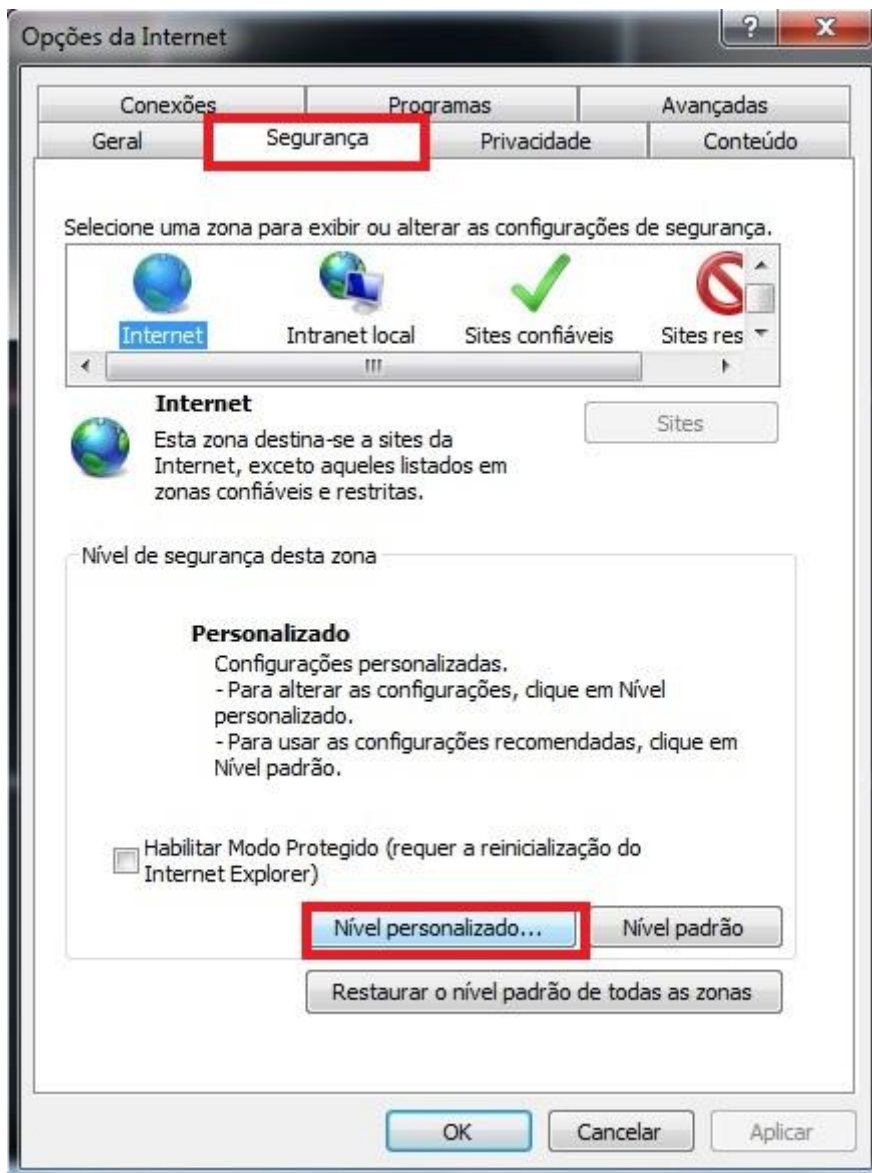 Opções da Internet
?
X
Conexões
Programas
Avançadas
Geral
Segurança
Privacidade
Conteúdo
Selecione uma zona para exibir ou alterar as configurações de segurança.
Internet
Intranet local
Sites confiáveis
Sites res
Internet
Esta zona destina-se a sites da
Internet, exceto aqueles listados em
zonas confiáveis e restritas.
Sites
Nível de segurança desta zona
Personalizado
Configurações personalizadas.
- Para alterar as configurações, clique em Nível
personalizado.
- Para usar as configurações recomendadas, clique em
Nível padrão.
Habilitar Modo Protegido (requer a reinicialização do
Internet Explorer)
Nível personalizado...
Nível padrão
Restaurar o nível padrão de todas as zonas
OK
Cancelar
Aplicar